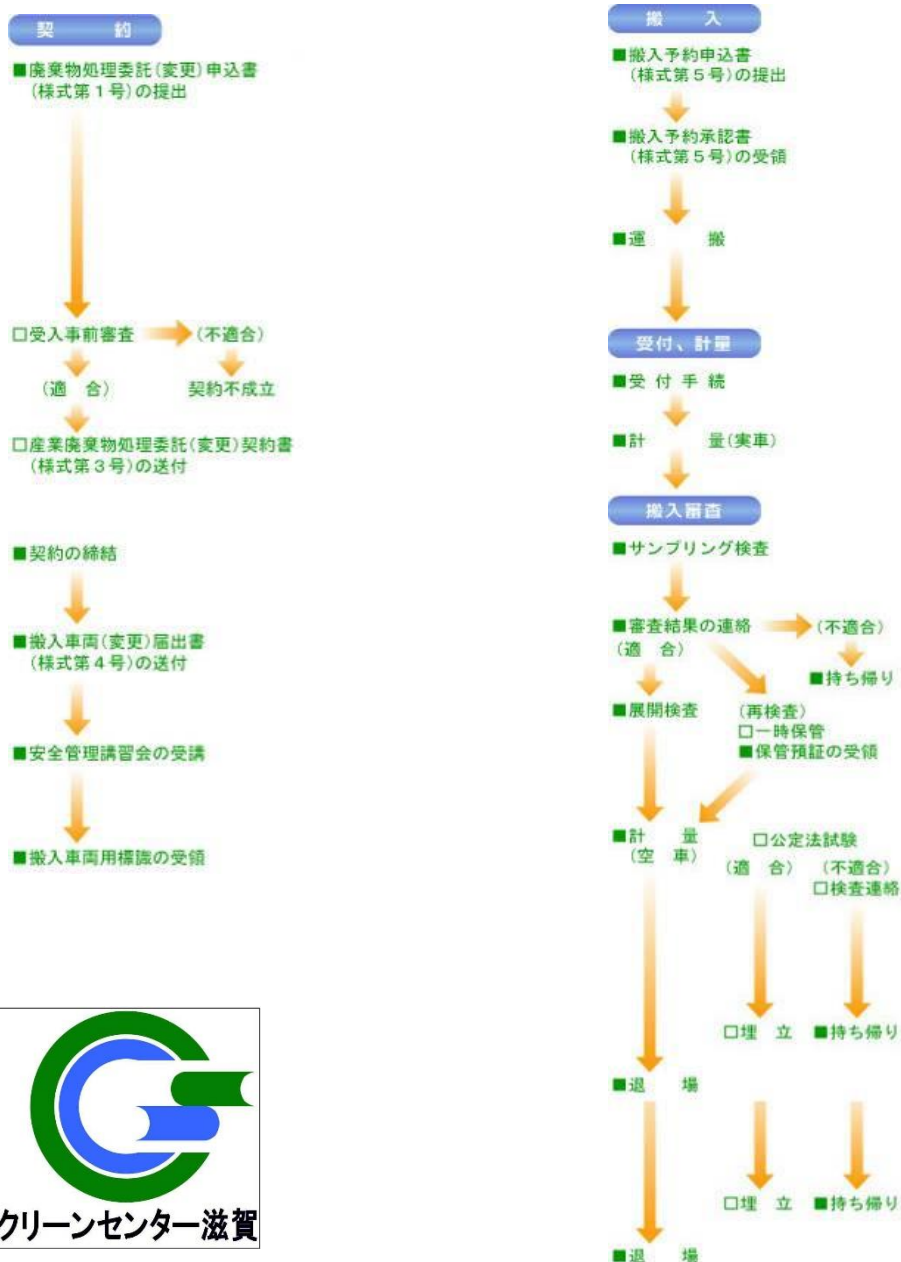 契　約
■廃棄物処理委託(変更)申込書
(様式第１号)の提出
□受入事前審査
(不適合)
(適　合)
契約不成立
□産業廃棄物処理委託(変更)契約書
(様式第３号)の送付
■契約の締結
■搬入車両(変更)届出書
(様式第４号)の送付
■安全管理講習会の受講
■搬入車両用標識の受領
クリーンセンター滋賀
搬　入
■搬入予約申込書
(様式第５号)の提出
■搬入予約承認書
(様式第５号)の受領
■運　搬
受付、計量
■受 付 手 続
■計　量(実車)
搬入審査
■サンプリング検査
■審査結果の連絡
(不適合)
(適　合)
■持ち帰り
■展開検査
(再検査)
□一時保管
■保管預証の受領
■計　量
(空　車)
□公定法試験
(適　合)
(不適合)
□検査連絡
□埋　立
■持ち帰り
■退　場
□埋　立
■持ち帰り
■退　場